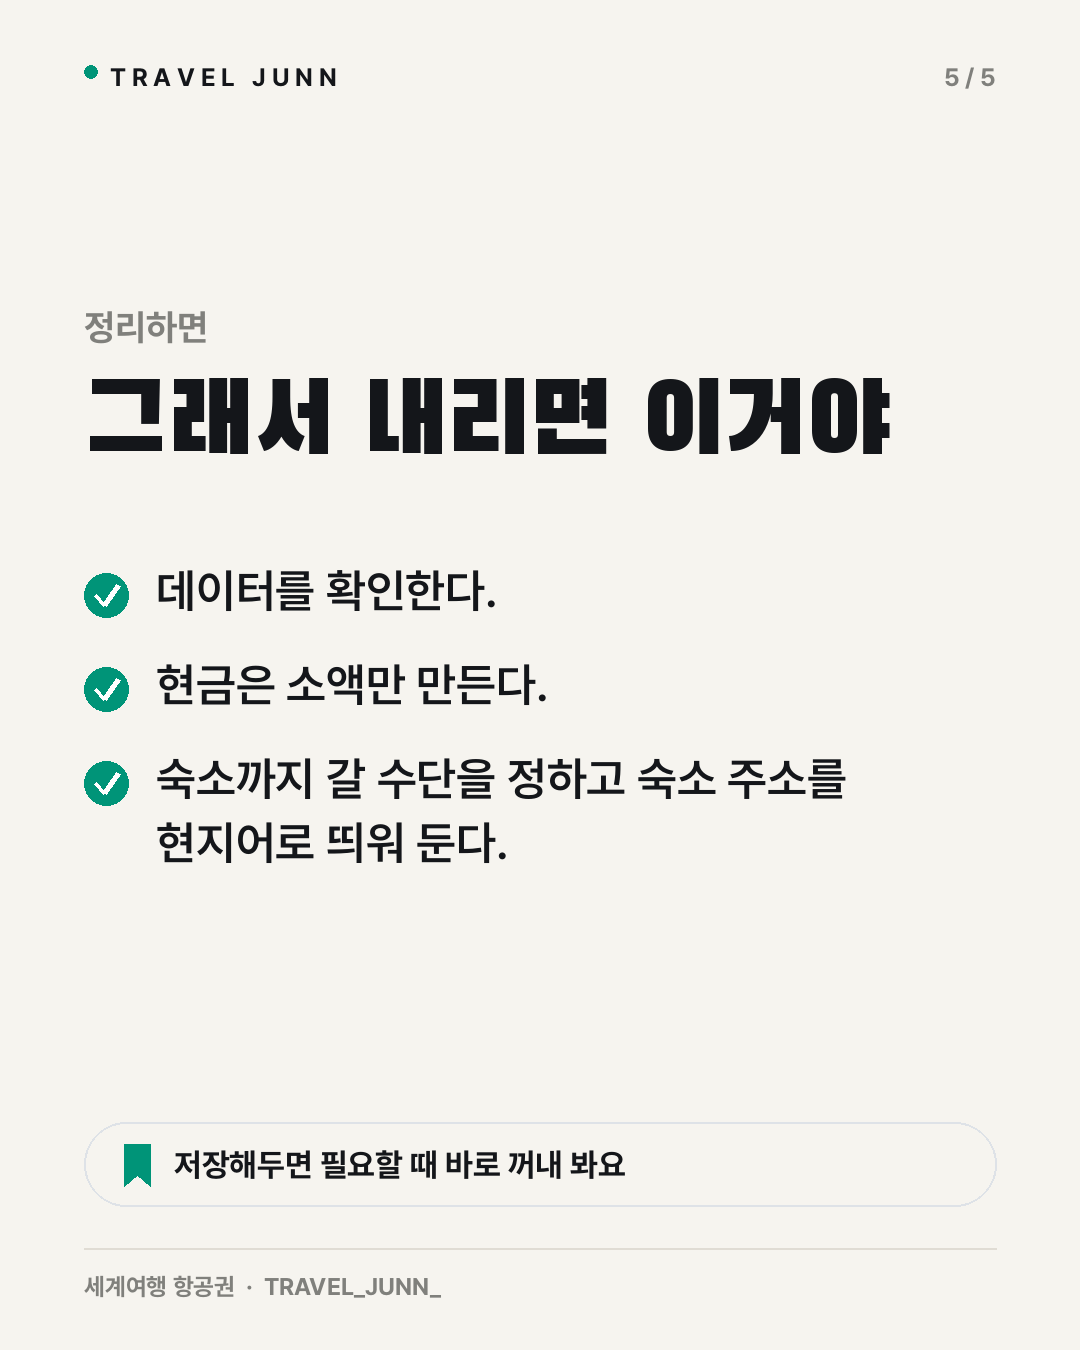 TRAVEL JUNN
5 / 5
정리하면
그래서 내리면 이거야
데이터를 확인한다.
현금은 소액만 만든다.
숙소까지 갈 수단을 정하고 숙소 주소를
현지어로 띄워 둔다.
저장해두면 필요할 때 바로 꺼내 봐요
세계여행 항공권 · TRAVEL_JUNN_